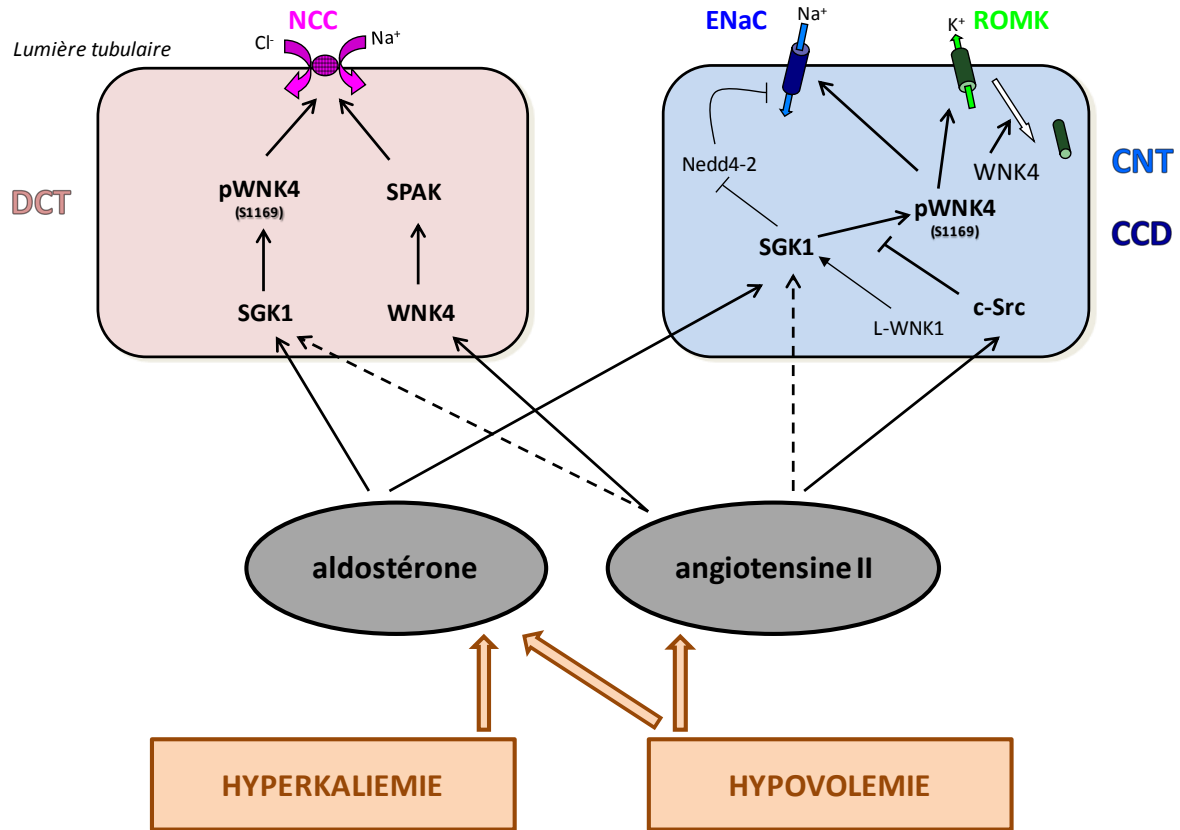 NCC
ENaC
Na⁺
ROMK
K⁺
Lumière tubulaire
Cl⁻
Na⁺
Nedd4-2
WNK4
CNT
DCT
pWNK4
(S1169)
SPAK
pWNK4
(S1169)
CCD
SGK1
SGK1
WNK4
L-WNK1
c-Src
aldostérone
angiotensine II
HYPERKALIEMIE
HYPOVOLEMIE